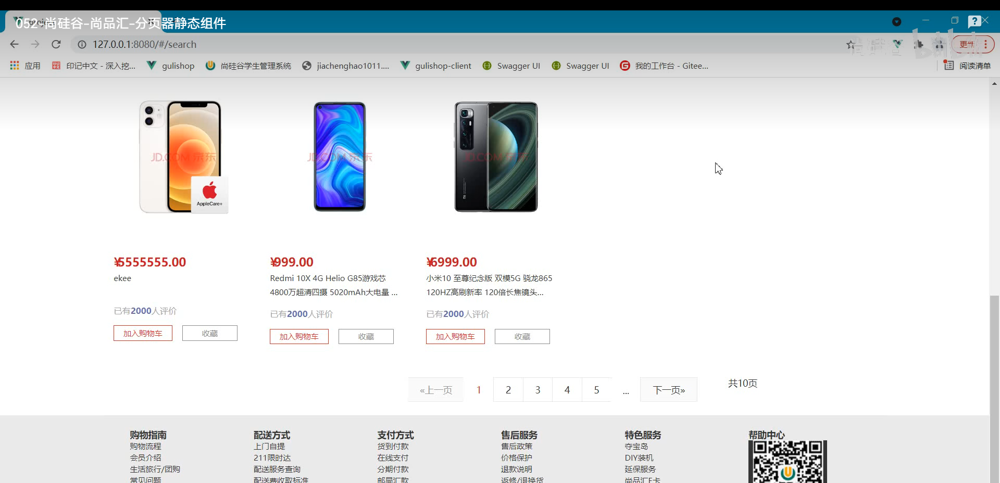 052-尚硅谷-尚品汇-分页器静态组件
127.0.0.1:8080/#/search
更新
应用
印记中文 - 深入挖...
gulishop
尚硅谷学生管理系统
jiachenghao1011....
gulishop-client
Swagger UI
Swagger UI
我的工作台 - Gitee...
阅读清单
JD.COM 京东
JD.COM 京东
JD.COM 京东
AppleCare+
¥5555555.00
¥999.00
¥6999.00
ekee
Redmi 10X 4G Helio G85游戏芯
4800万超清四摄 5020mAh大电量 ...
小米10 至尊纪念版 双模5G 骁龙865
120HZ高刷新率 120倍长焦镜头...
已有2000人评价
已有2000人评价
已有2000人评价
加入购物车
收藏
加入购物车
收藏
加入购物车
收藏
«上一页
1
2
3
4
5
...
下一页»
共10页
购物指南
配送方式
支付方式
售后服务
特色服务
帮助中心
购物流程
上门自提
货到付款
售后政策
夺宝岛
会员介绍
211限时达
在线支付
价格保护
DIY装机
生活旅行/团购
配送服务查询
分期付款
退款说明
延保服务
常见问题
配送费收取标准
邮局汇款
返修/退换货
尚品汇E卡